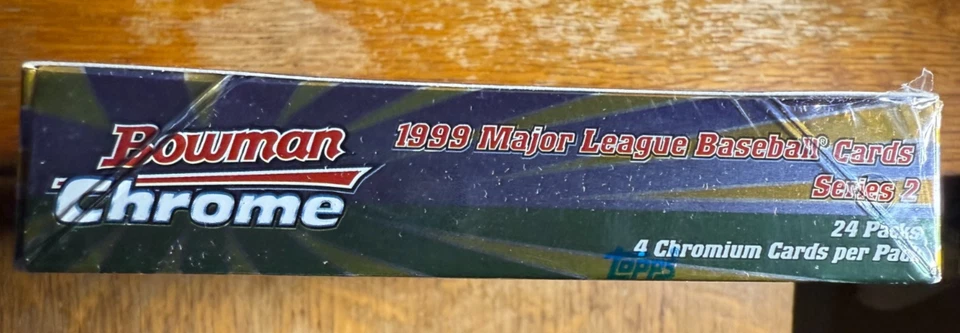 Bowman
Chrome
1999 Major League Baseball® Cards
Series 2
24 Packs
4 Chromium Cards per Pack
Topps